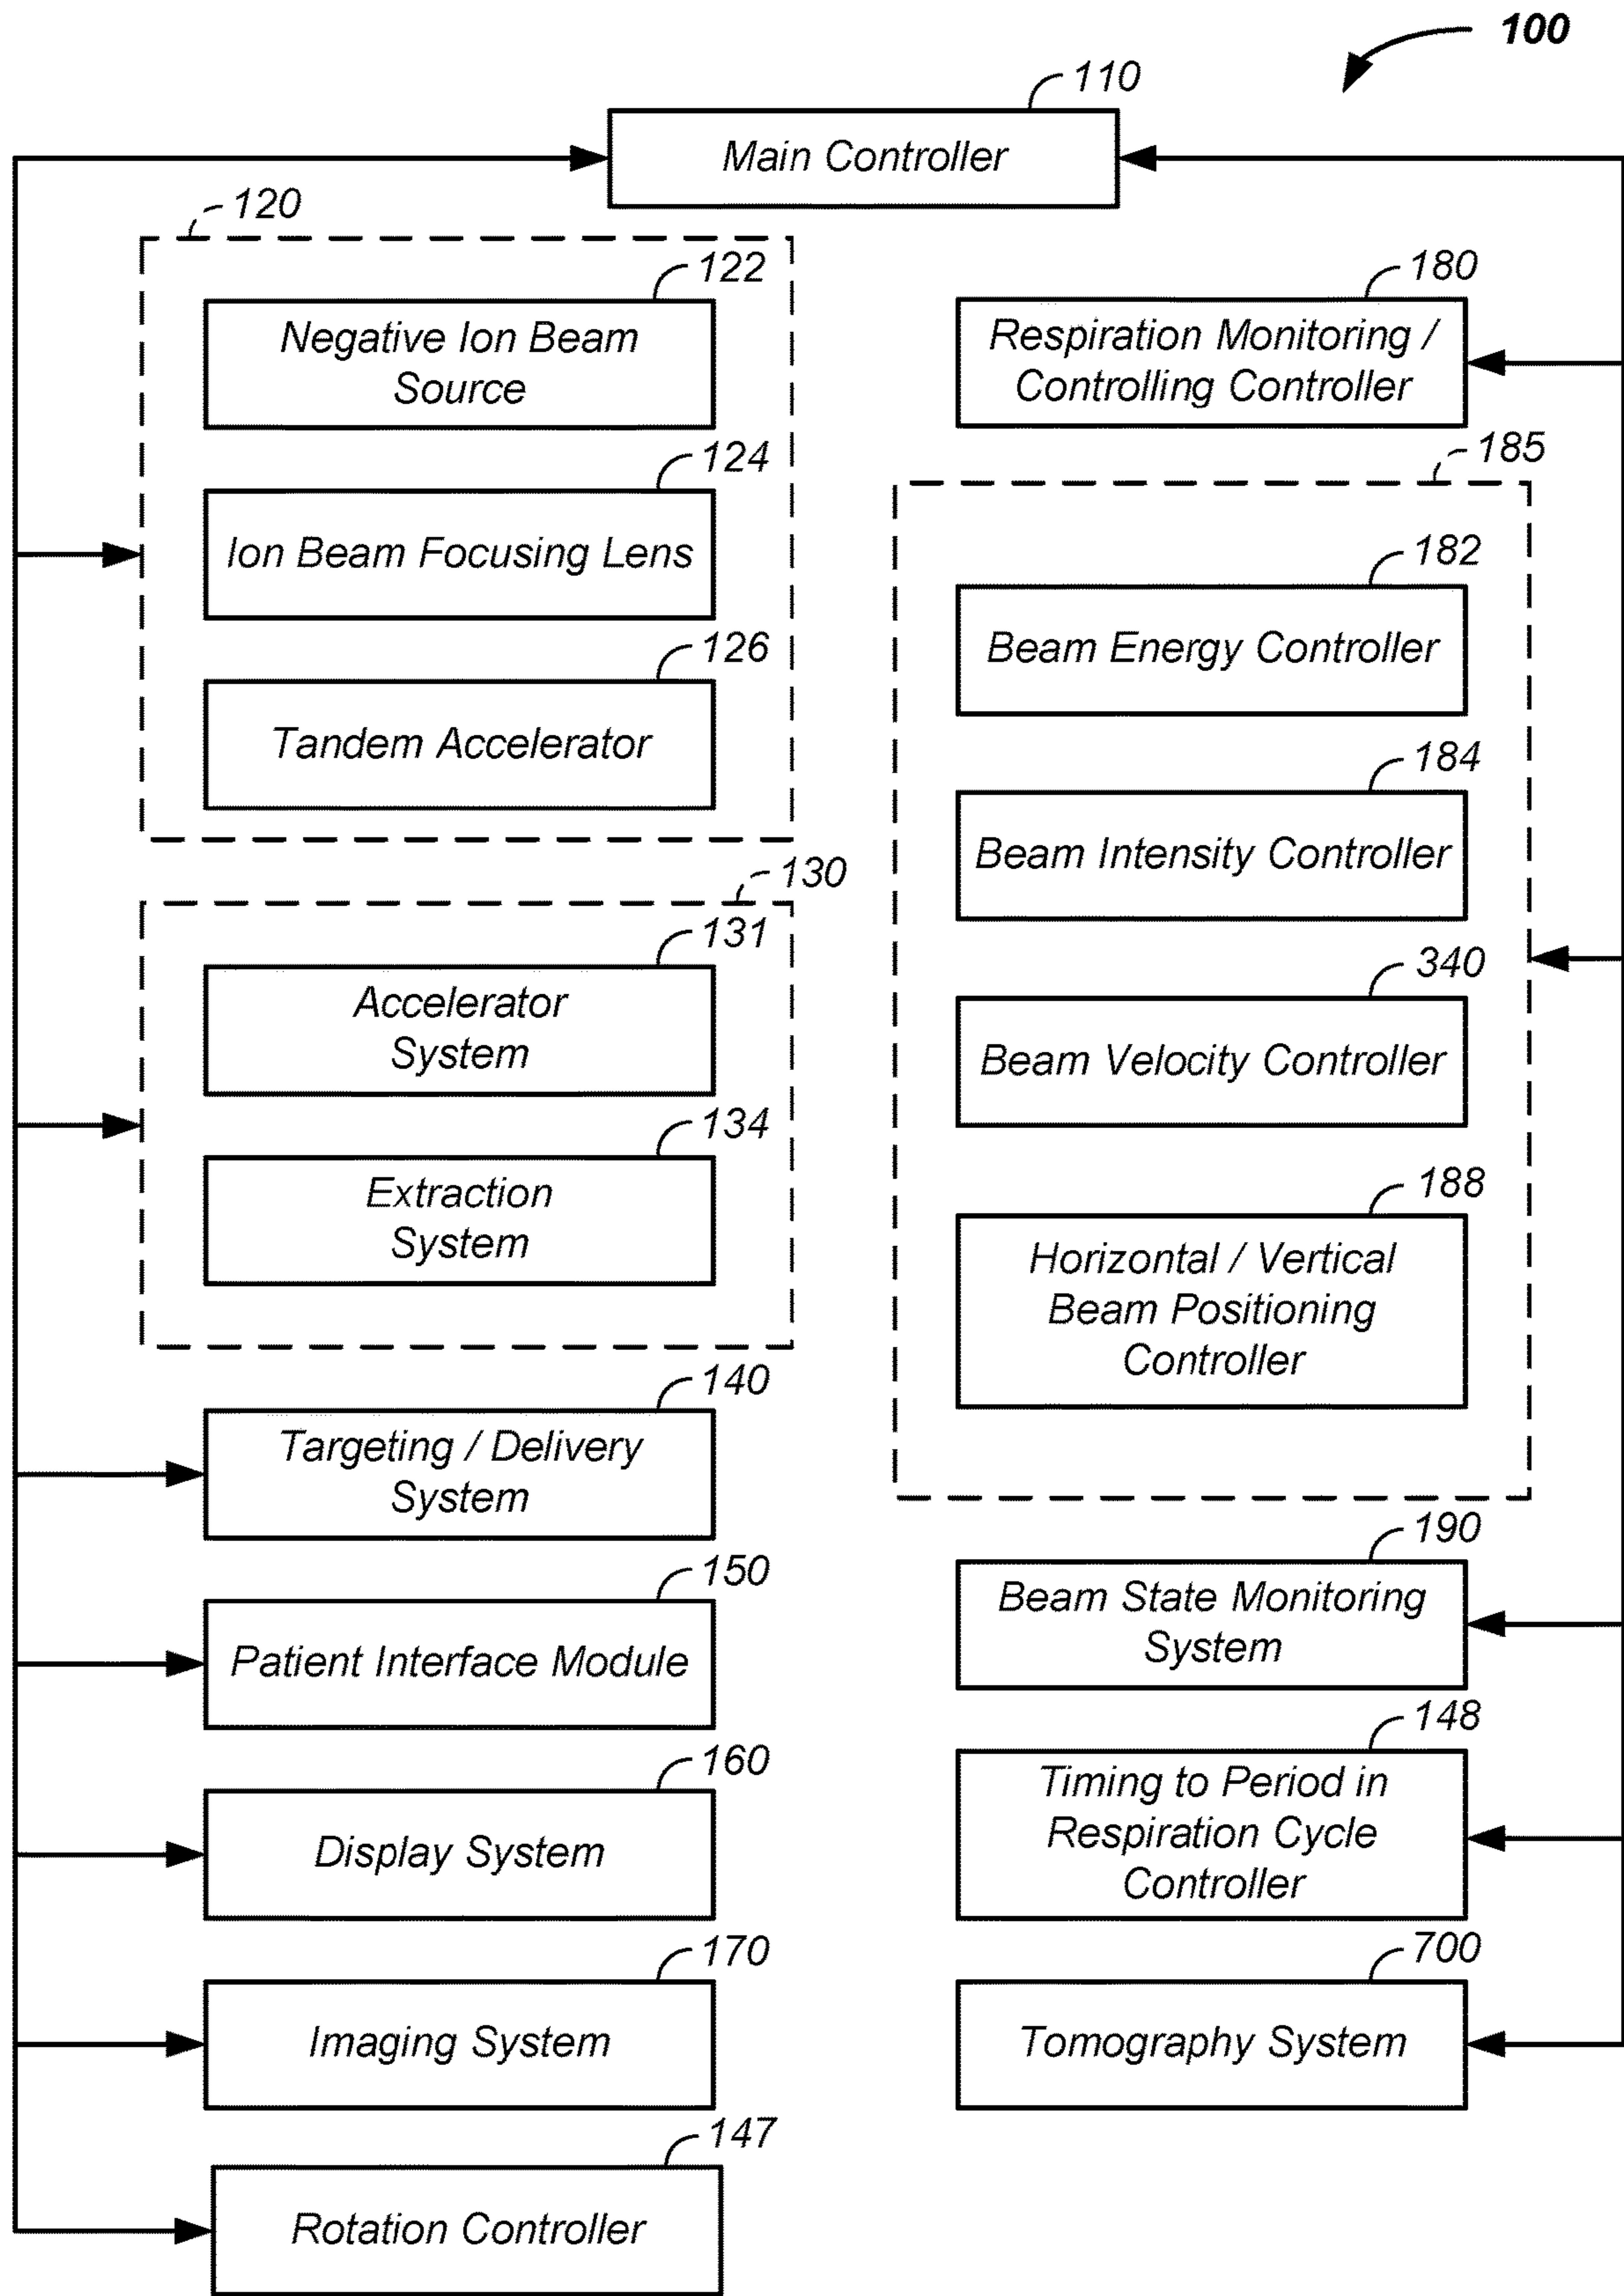 100
110
Main Controller
120
122
Negative Ion Beam
Source
124
Ion Beam Focusing Lens
126
Tandem Accelerator
130
131
Accelerator
System
134
Extraction
System
140
Targeting / Delivery
System
150
Patient Interface Module
160
Display System
170
Imaging System
147
Rotation Controller
180
Respiration Monitoring /
Controlling Controller
185
182
Beam Energy Controller
184
Beam Intensity Controller
340
Beam Velocity Controller
188
Horizontal / Vertical
Beam Positioning
Controller
190
Beam State Monitoring
System
148
Timing to Period in
Respiration Cycle
Controller
700
Tomography System